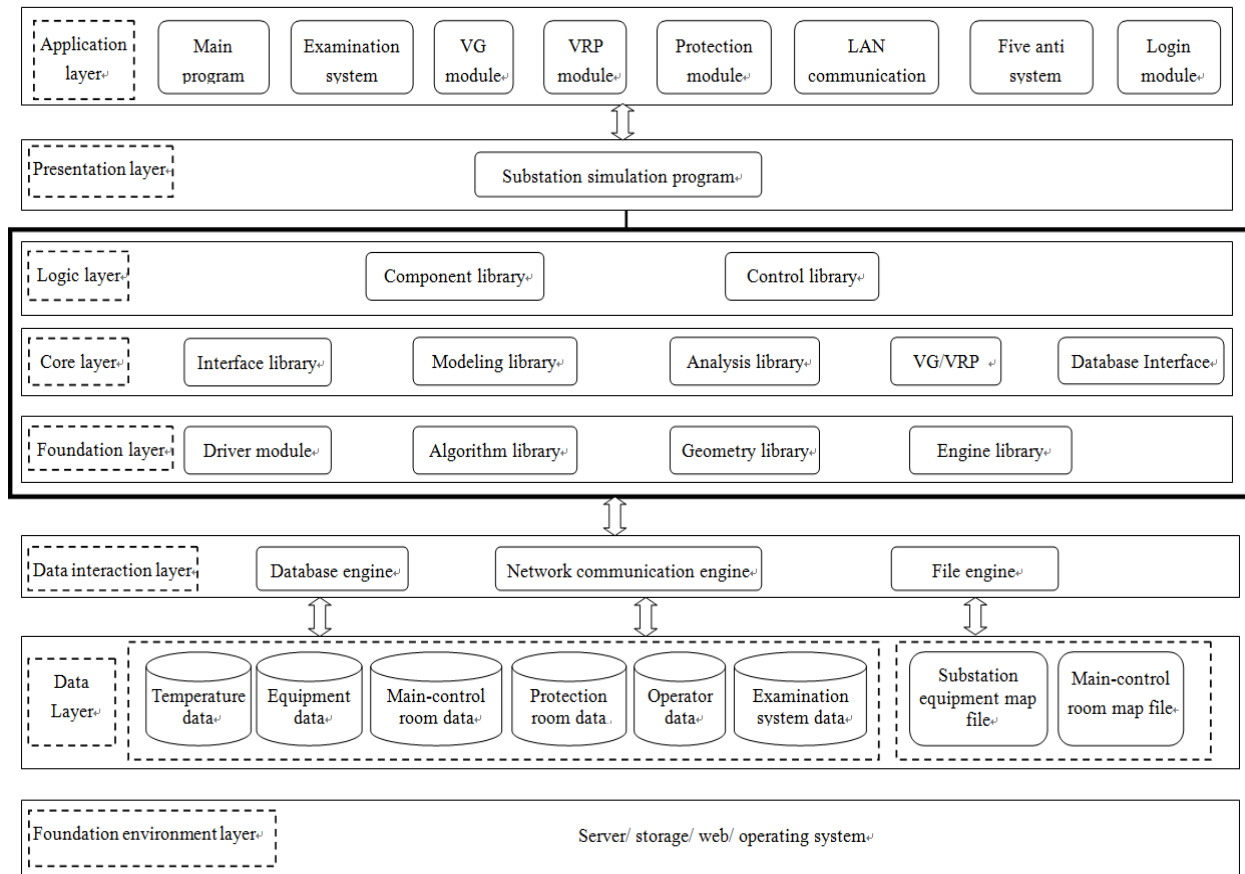 Application
layer
Main
program
Examination
system
VG
module
VRP
module
Protection
module
LAN
communication
Five anti
system
Login
module
Presentation layer
Substation simulation program
Logic layer
Component library
Control library
Core layer
Interface library
Modeling library
Analysis library
VG/VRP
Database Interface
Foundation layer
Driver module
Algorithm library
Geometry library
Engine library
Data interaction layer
Database engine
Network communication engine
File engine
Data
Layer
Temperature
data
Equipment
data
Main-control
room data
Protection
room data
Operator
data
Examination
system data
Substation
equipment map
file
Main-control
room map file
Foundation environment layer
Server/ storage/ web/ operating system